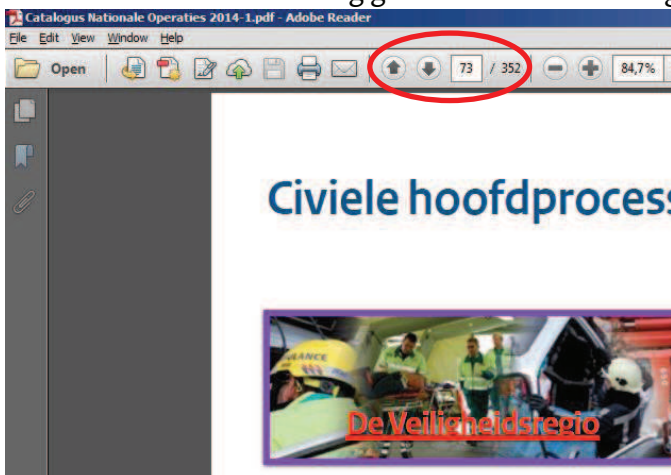 Catalogus Nationale Operaties 2014-1.pdf - Adobe Reader
File Edit View Window Help
Open 73 / 352 84,7%
Civiele hoofdprocess
AMBULANCE
De Veiligheidsregio